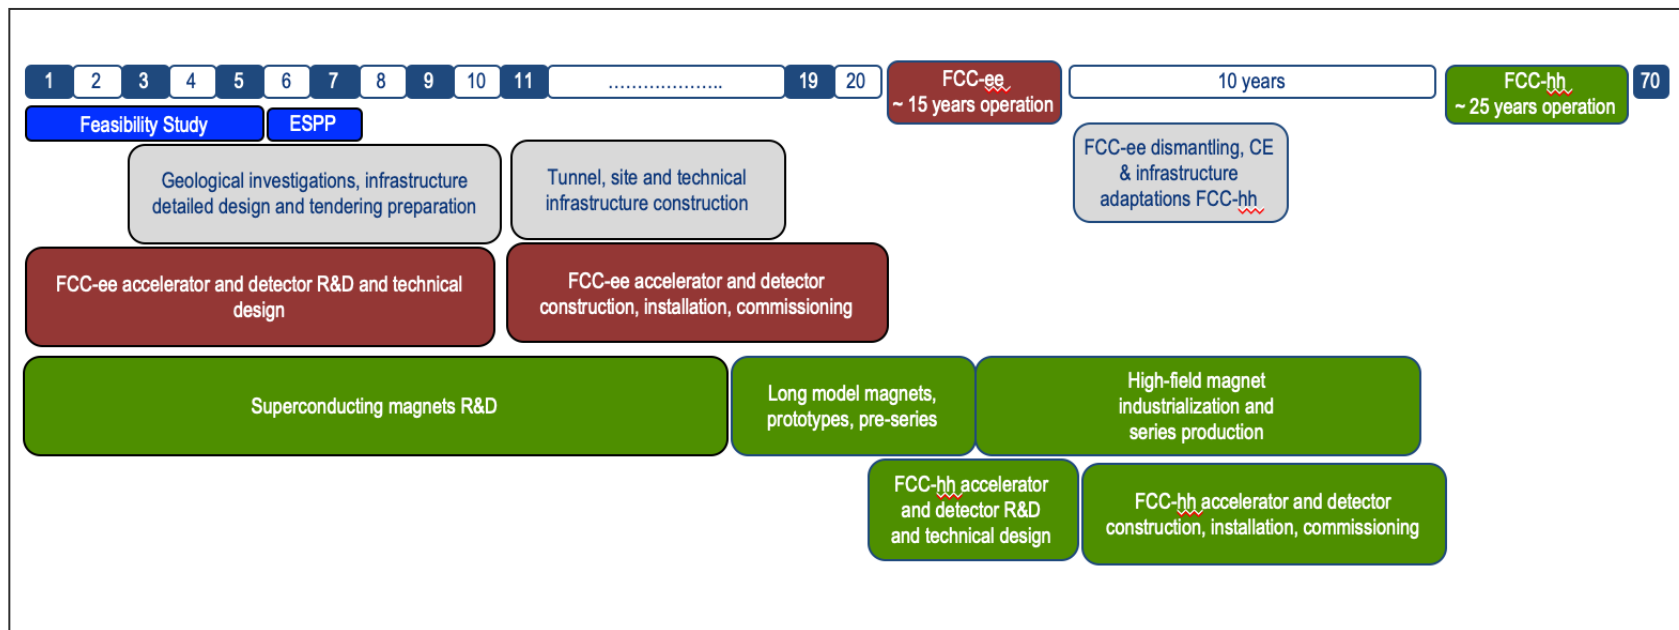 1 2 3 4 5 6 7 8 9 10 11 ...................... 19 20 FCC-ee 10 years FCC-hh 70
~ 15 years operation ~ 25 years operation
Feasibility Study ESPP
Geological investigations, infrastructure
detailed design and tendering preparation
Tunnel, site and technical
infrastructure construction
FCC-ee dismantling, CE
& infrastructure
adaptations FCC-hh
FCC-ee accelerator and detector R&D and technical
design
FCC-ee accelerator and detector
construction, installation, commissioning
Superconducting magnets R&D
Long model magnets,
prototypes, pre-series
High-field magnet
industrialization and
series production
FCC-hh accelerator
and detector R&D
and technical design
FCC-hh accelerator and detector
construction, installation, commissioning